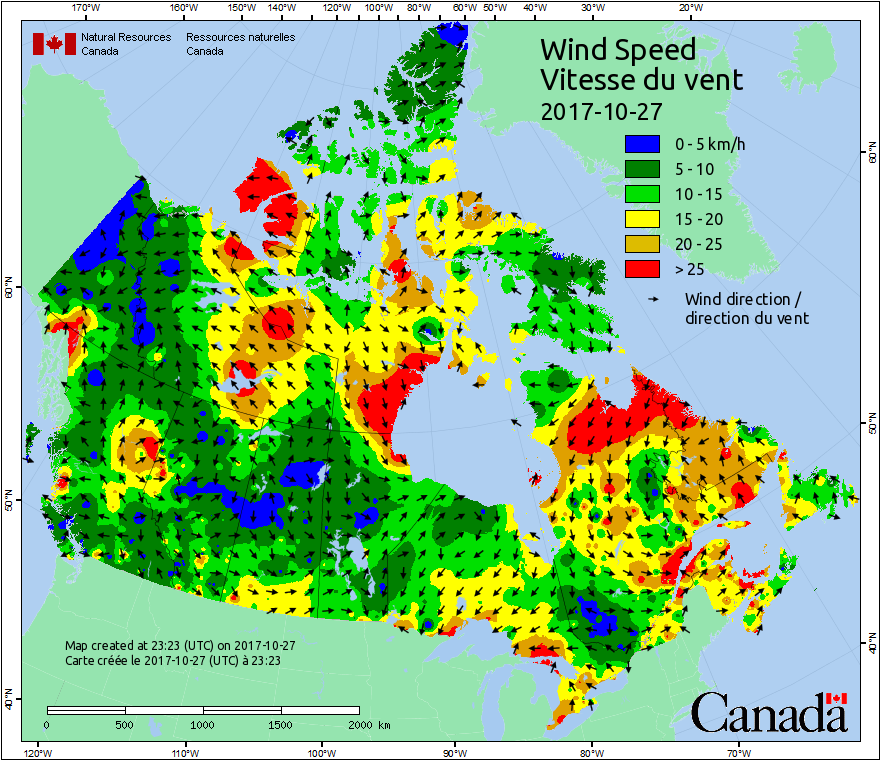 170°W 160°W 150°W 140°W 120°W 100°W 80°W 60°W 50°W 40°W 30°W 20°W
Natural Resources Ressources naturelles
Canada Canada
Wind Speed
Vitesse du vent
2017-10-27
0 - 5 km/h
5 - 10
10 - 15
15 - 20
20 - 25
> 25
Wind direction /
direction du vent
60°N
50°N
40°N
60°N
50°N
40°N
Map created at 23:23 (UTC) on 2017-10-27
Carte créée le 2017-10-27 (UTC) à 23:23
0 500 1000 1500 2000 km
Canada
120°W 110°W 100°W 90°W 80°W 70°W